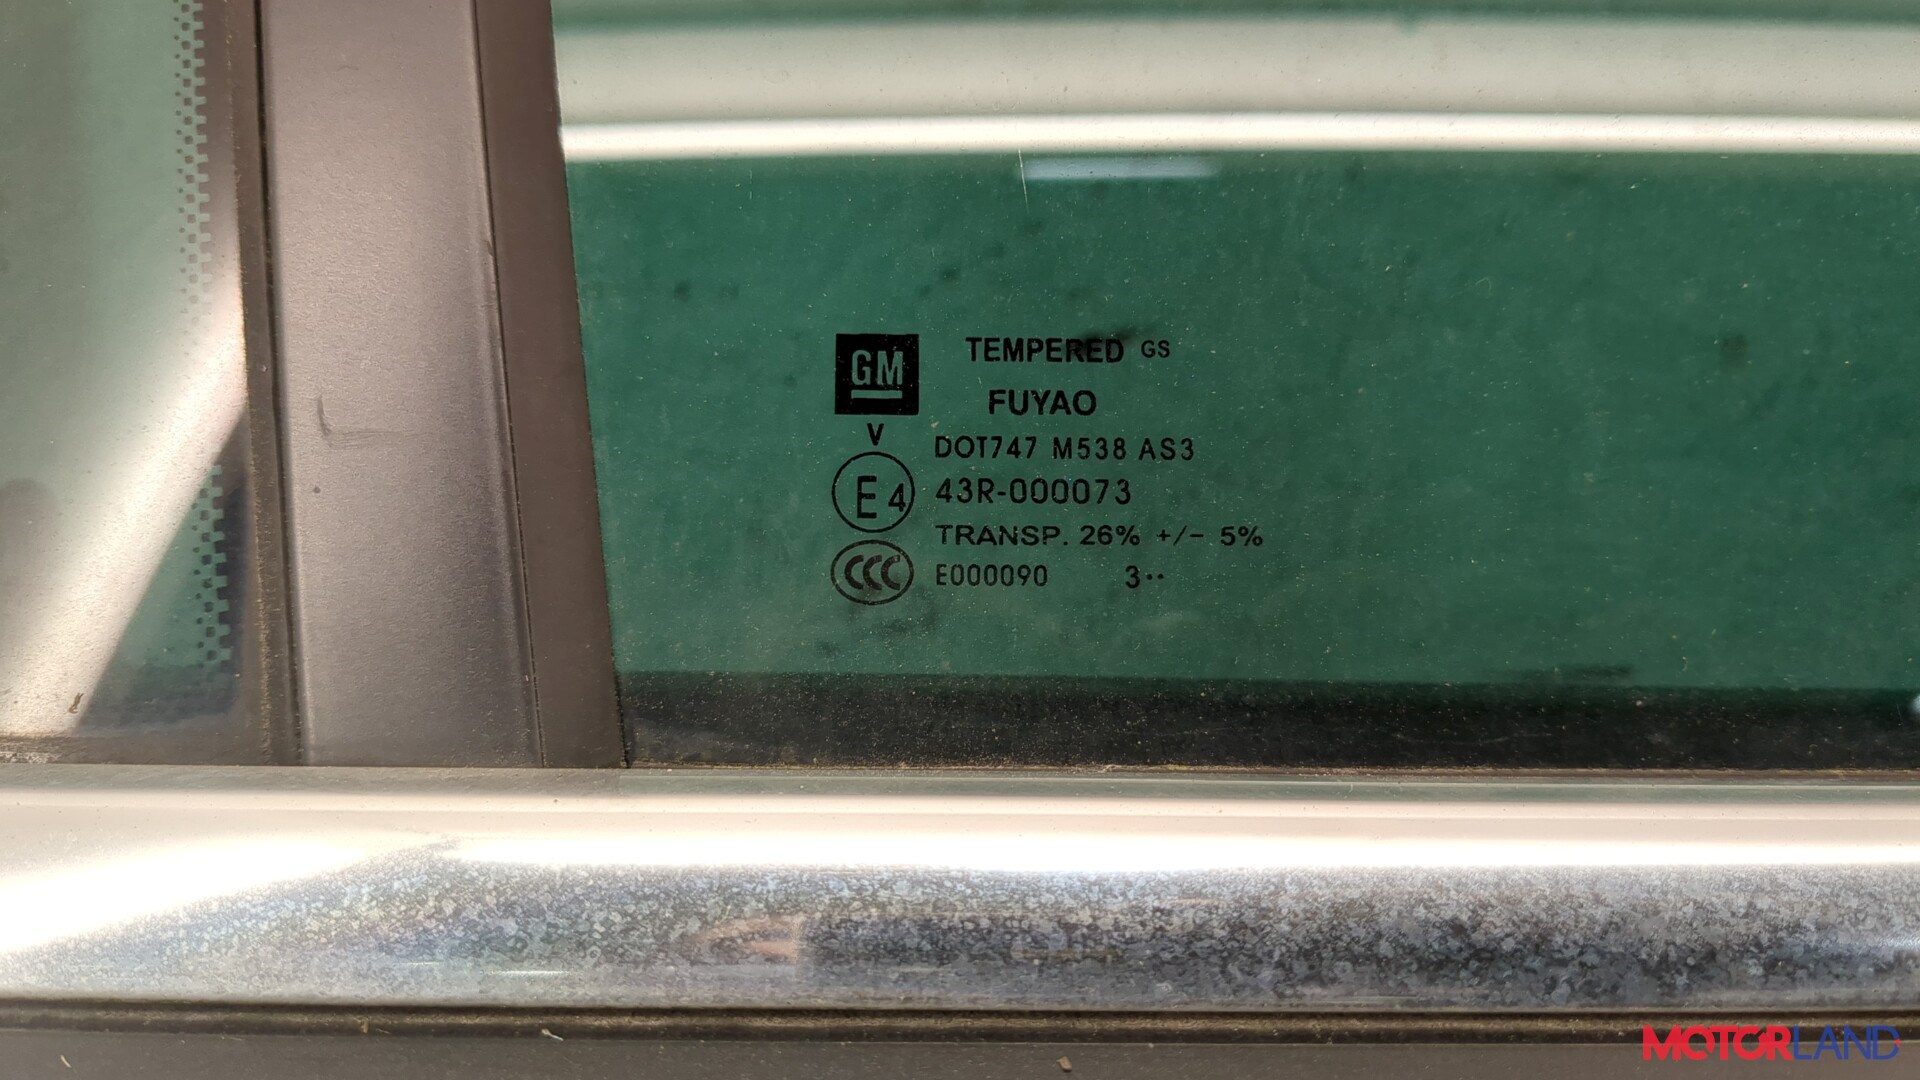 GM
TEMPERED GS
FUYAO
V
DOT747 M538 AS3
E4
43R-000073
TRANSP. 26% +/- 5%
CCC
E000090 3··
MOTORLAND